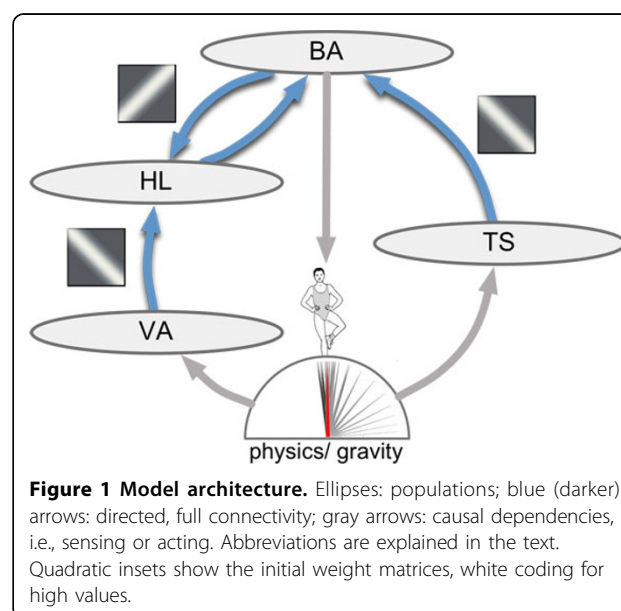 BA
HL
TS
VA
physics/ gravity
Figure 1 Model architecture. Ellipses: populations; blue (darker)
arrows: directed, full connectivity; gray arrows: causal dependencies,
i.e., sensing or acting. Abbreviations are explained in the text.
Quadratic insets show the initial weight matrices, white coding for
high values.